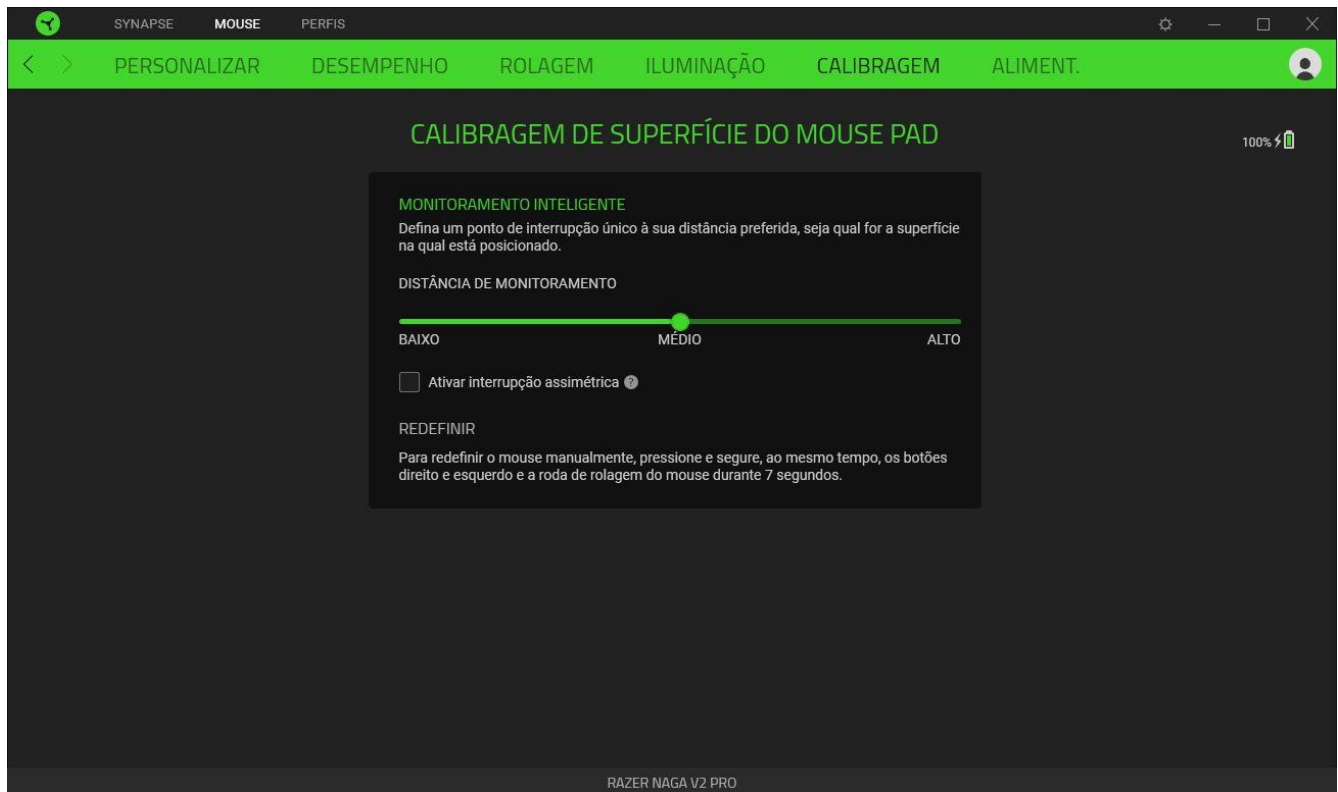 SYNAPSE MOUSE PERFIS
PERSONALIZAR DESEMPENHO ROLAGEM ILUMINAÇÃO CALIBRAGEM ALIMENT.
CALIBRAGEM DE SUPERFÍCIE DO MOUSE PAD
100%
MONITORAMENTO INTELIGENTE
Defina um ponto de interrupção único à sua distância preferida, seja qual for a superfície
na qual está posicionado.
DISTÂNCIA DE MONITORAMENTO
BAIXO MÉDIO ALTO
Ativar interrupção assimétrica ?
REDEFINIR
Para redefinir o mouse manualmente, pressione e segure, ao mesmo tempo, os botões
direito e esquerdo e a roda de rolagem do mouse durante 7 segundos.
RAZER NAGA V2 PRO